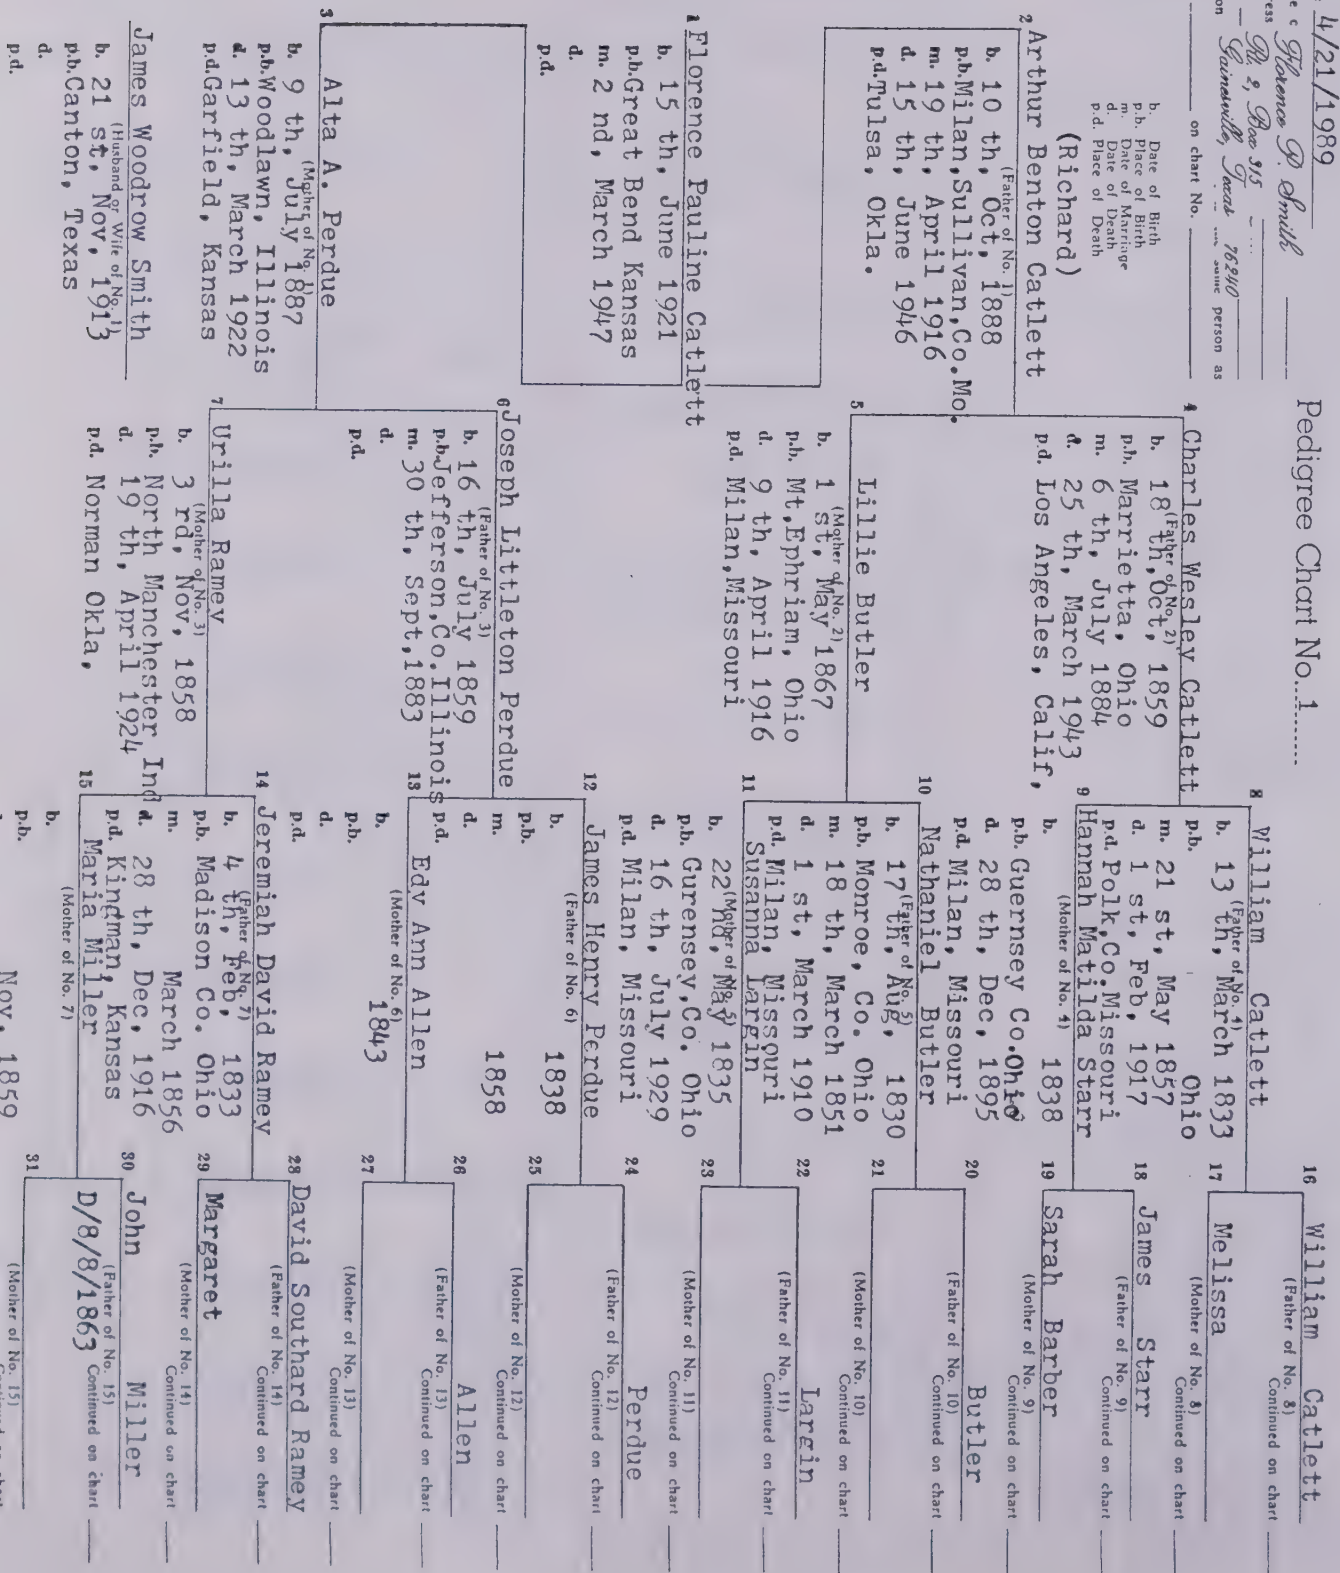 4/21/1989
Pedigree Chart No. 1
Florence P. Smith
Rt. 2, Box 315
Gainesville, Texas 76240
same person as
on chart No.
b. Date of Birth
p.b. Place of Birth
m. Date of Marriage
d. Date of Death
p.d. Place of Death
(Richard)
2 Arthur Benton Catlett
(Father of No. 1)
b. 10 th, Oct, 1888
p.b. Milan,Sullivan,Co.Mo.
m. 19 th, April 1916
d. 15 th, June 1946
p.d. Tulsa, Okla.
1 Florence Pauline Catlett
b. 15 th, June 1921
p.b. Great Bend Kansas
m. 2 nd, March 1947
d.
p.d.
3
Alta A. Perdue
(Mother of No. 1)
b. 9 th, July 1887
p.b. Woodlawn, Illinois
d. 13 th, March 1922
p.d. Garfield, Kansas
James Woodrow Smith
(Husband or Wife of No. 1)
b. 21 st, Nov, 1913
p.b. Canton, Texas
d.
p.d.
4 Charles Wesley Catlett
(Father of No. 2)
b. 18 th, Oct, 1859
p.b. Marrietta, Ohio
m. 6 th, July 1884
d. 25 th, March 1943
p.d. Los Angeles, Calif,
5
Lillie Butler
(Mother of No. 2)
b. 1 st, May 1867
p.b. Mt,Ephriam, Ohio
d. 9 th, April 1916
p.d. Milan,Missouri
6 Joseph Littleton Perdue
(Father of No. 3)
b. 16 th, July 1859
p.b. Jefferson,Co.Illinois
m. 30 th, Sept,1883
d.
p.d.
7 Urilla Ramey
(Mother of No. 3)
b. 3 rd, Nov, 1858
p.b. North Manchester Ind
d. 19 th, April 1924
p.d. Norman Okla,
8 William Catlett
(Father of No. 4)
b. 13 th, March 1833
p.b. Ohio
m. 21 st, May 1857
d. 1 st, Feb, 1917
p.d. Polk,Co.Missouri
9 Hannah Matilda Starr
(Mother of No. 4)
b. 1838
p.b. Guernsey Co.Ohio
d. 28 th, Dec, 1895
p.d. Milan, Missouri
10 Nathaniel Butler
(Father of No. 5)
b. 17 th, Aug, 1830
p.b. Monroe, Co. Ohio
m. 18 th, March 1851
d. 1 st, March 1910
p.d. Milan, Missouri
11 Susanna Largin
(Mother of No. 5)
b. 22 nd, May 1835
p.b. Gurensey,Co. Ohio
d. 16 th, July 1929
p.d. Milan, Missouri
12 James Henry Perdue
(Father of No. 6)
b. 1838
p.b.
m. 1858
d.
p.d.
13 Edv Ann Allen
(Mother of No. 6)
b. 1843
p.b.
d.
p.d.
14 Jeremiah David Ramey
(Father of No. 7)
b. 4 th, Feb, 1833
p.b. Madison Co. Ohio
m. March 1856
d. 28 th, Dec, 1916
p.d. Kingman, Kansas
15 Maria Miller
(Mother of No. 7)
b.
p.b.
Nov, 1859
16 William Catlett
(Father of No. 8)
Continued on chart
17 Melissa
(Mother of No. 8)
Continued on chart
18 James Starr
(Father of No. 9)
Continued on chart
19 Sarah Barber
(Mother of No. 9)
Continued on chart
20 Butler
(Father of No. 10)
Continued on chart
21
(Mother of No. 10)
Continued on chart
22 Largin
(Father of No. 11)
Continued on chart
23
(Mother of No. 11)
Continued on chart
24 Perdue
(Father of No. 12)
Continued on chart
25
(Mother of No. 12)
Continued on chart
26 Allen
(Father of No. 13)
Continued on chart
27
(Mother of No. 13)
Continued on chart
28 David Southard Ramey
(Father of No. 14)
Continued on chart
29 Margaret
(Mother of No. 14)
Continued on chart
30 John Miller
(Father of No. 15)
D/8/8/1863 Continued on chart
31
(Mother of No. 15)
Continued on chart